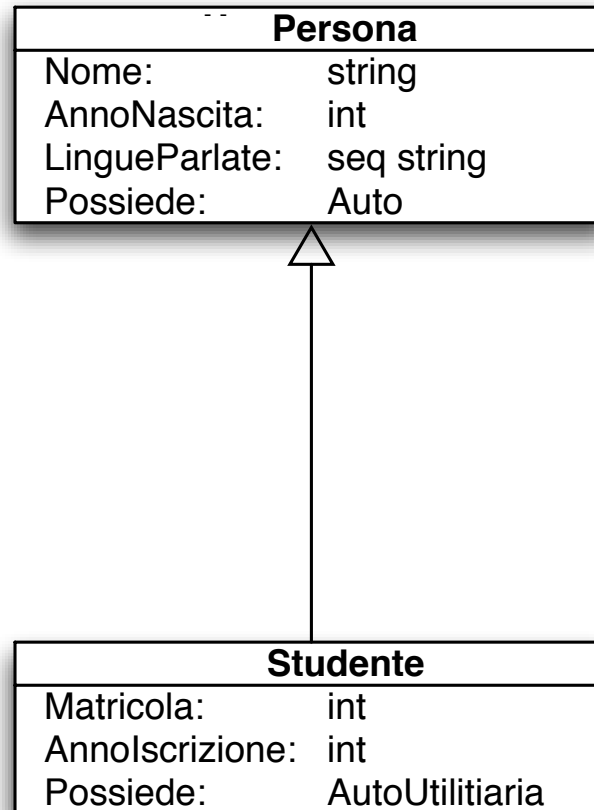 Persona
Nome: string
AnnoNascita: int
LingueParlate: seq string
Possiede: Auto
Studente
Matricola: int
AnnoIscrizione: int
Possiede: AutoUtilitiaria